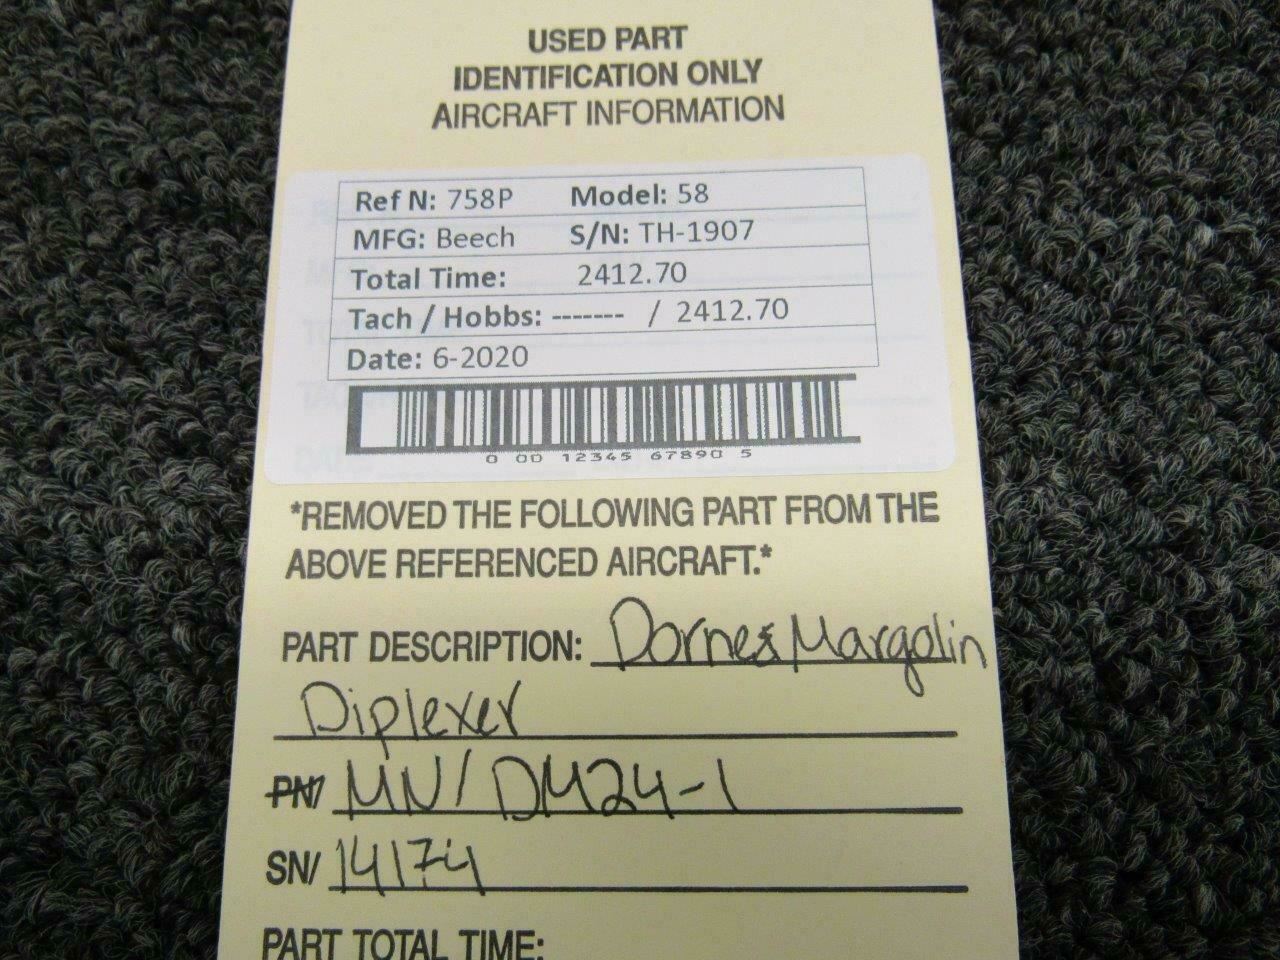 USED PART
IDENTIFICATION ONLY
AIRCRAFT INFORMATION
Ref N: 758P Model: 58
MFG: Beech S/N: TH-1907
Total Time: 2412.70
Tach / Hobbs: ------- / 2412.70
Date: 6-2020
0 00 12345 67890 5
*REMOVED THE FOLLOWING PART FROM THE
ABOVE REFERENCED AIRCRAFT.*
PART DESCRIPTION: Dorne & Margolin
Diplexer
PN/ MN/ DM24-1
SN/ 14174
PART TOTAL TIME: